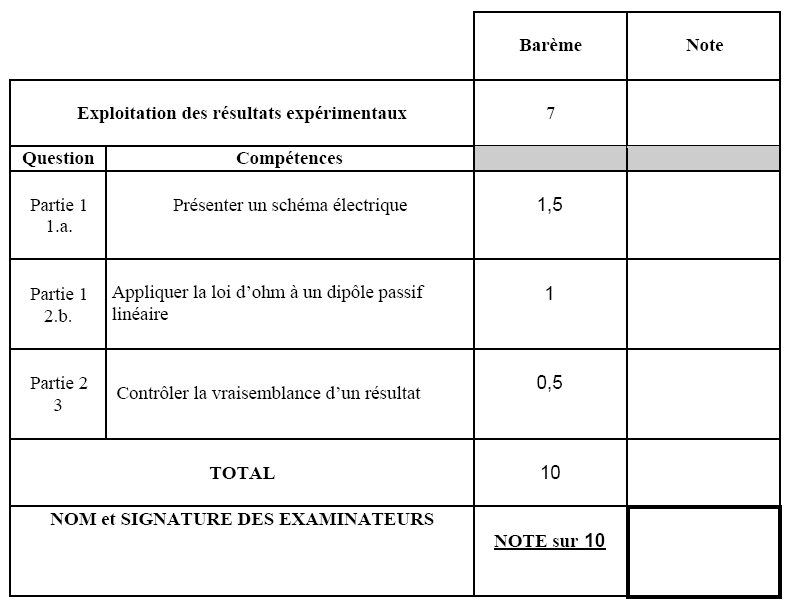 Barème Note
Exploitation des résultats expérimentaux 7
Question Compétences
Partie 1
1.a.
Présenter un schéma électrique 1,5
Partie 1
2.b.
Appliquer la loi d’ohm à un dipôle passif
linéaire
1
Partie 2
3
Contrôler la vraisemblance d’un résultat 0,5
TOTAL 10
NOM et SIGNATURE DES EXAMINATEURS
NOTE sur 10